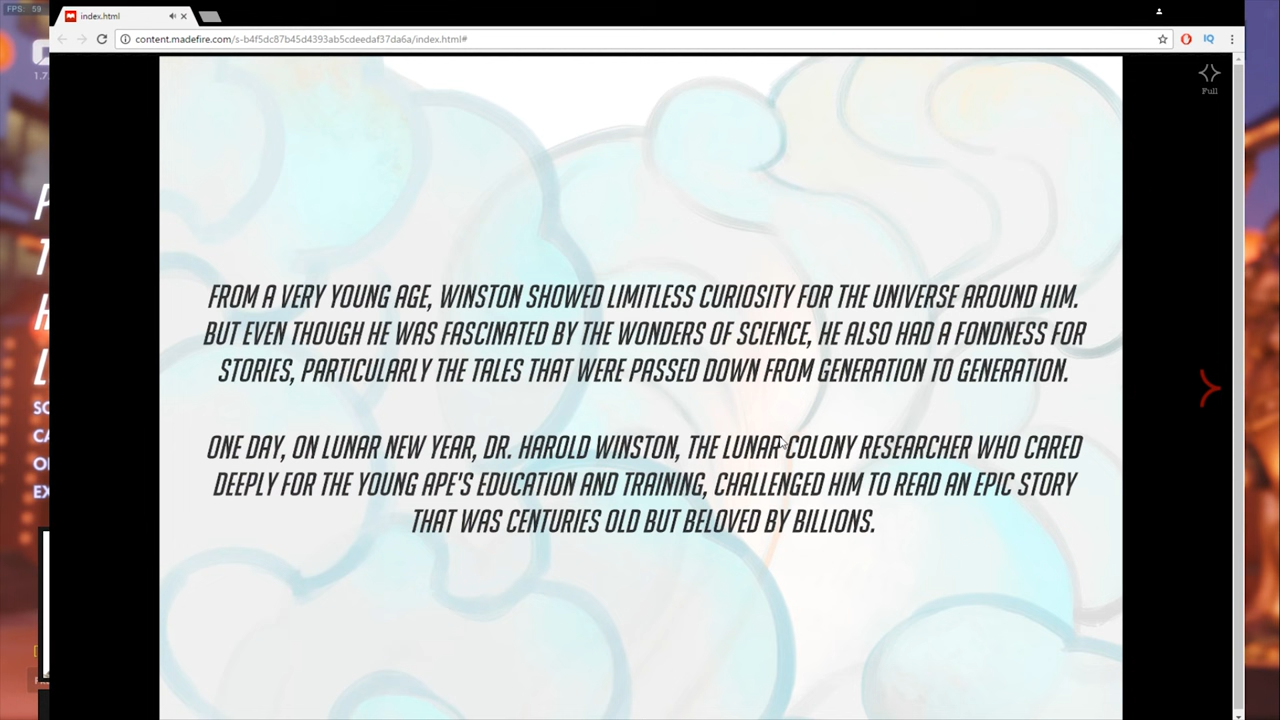 FPS: 59
index.html
content.madefire.com/s-b4f5dc87b45d4393ab5cdeedaf37da6a/index.html#
IQ
Full
FROM A VERY YOUNG AGE, WINSTON SHOWED LIMITLESS CURIOSITY FOR THE UNIVERSE AROUND HIM.
BUT EVEN THOUGH HE WAS FASCINATED BY THE WONDERS OF SCIENCE, HE ALSO HAD A FONDNESS FOR
STORIES, PARTICULARLY THE TALES THAT WERE PASSED DOWN FROM GENERATION TO GENERATION.
ONE DAY, ON LUNAR NEW YEAR, DR. HAROLD WINSTON, THE LUNAR COLONY RESEARCHER WHO CARED
DEEPLY FOR THE YOUNG APE'S EDUCATION AND TRAINING, CHALLENGED HIM TO READ AN EPIC STORY
THAT WAS CENTURIES OLD BUT BELOVED BY BILLIONS.